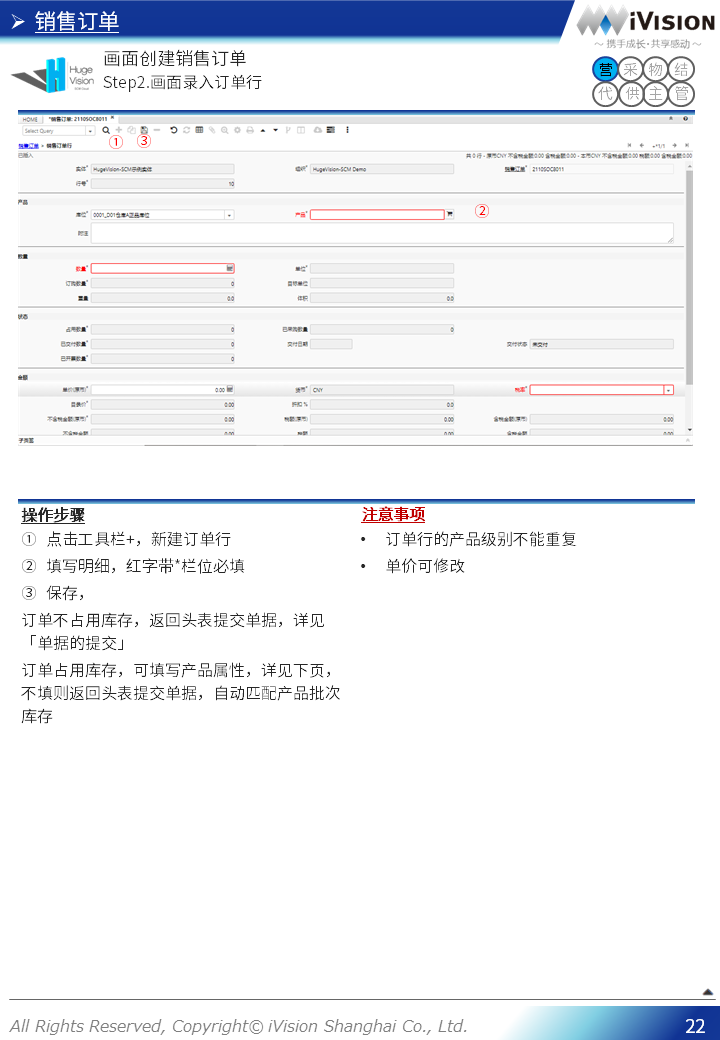 销售订单
iVision
～ 携手成长·共享感动 ～
画面创建销售订单
Huge
Vision
Step2.画面录入订单行
营 采 物 结
代 供 主 管
HOME *销售订单: 2110SOC8011
Select Query
① ③
销售订单 > 销售订单行 *1/1
已插入 共 0 行 - 原币CNY 不含税金额:0.00 含税金额:0.00 - 本币CNY 不含税金额:0.00 税额:0.00 含税金额:0.00
实体* HugeVision-SCM示例实体 组织* HugeVision-SCM Demo 销售订单* 2110SOC8011
行号* 10
产品
库位* 0001_D01仓库A正品库位 产品* ②
附注
数量
数量* 单位*
订购数量* 0 目标单位
重量 0.0 体积 0.0
状态
占用数量* 0 已采购数量 0
已交付数量* 0 交付日期 交付状态 未交付
已开票数量* 0
金额
单价(原币)* 0.00 货币* CNY 税率*
目录价* 0.00 折扣 % 0.0
不含税金额(原币)* 0.00 税额(原币) 0.00 含税金额(原币) 0.00
不含税金额 0.00 税额 0.00 含税金额 0.00
子页签
操作步骤
① 点击工具栏+，新建订单行
② 填写明细，红字带*栏位必填
③ 保存，
订单不占用库存，返回头表提交单据，详见
「单据的提交」
订单占用库存，可填写产品属性，详见下页，
不填则返回头表提交单据，自动匹配产品批次
库存
注意事项
• 订单行的产品级别不能重复
• 单价可修改
All Rights Reserved, Copyright© iVision Shanghai Co., Ltd.
22